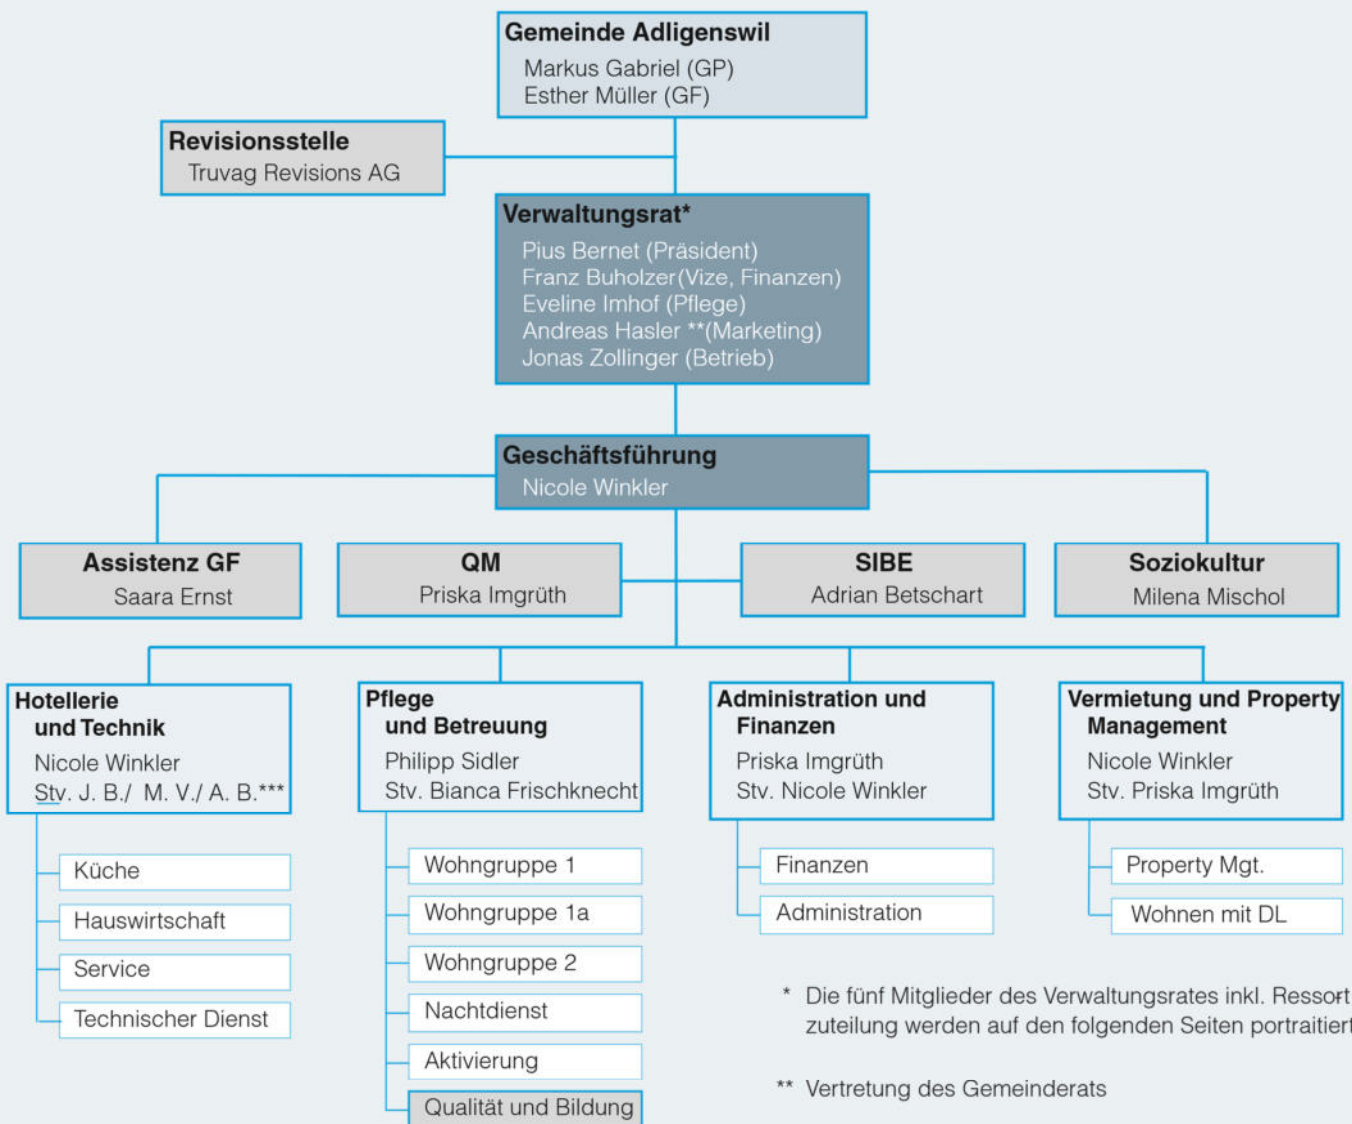 Gemeinde Adligenswil
Markus Gabriel (GP)
Esther Müller (GF)
Revisionsstelle
Truvag Revisions AG
Verwaltungsrat*
Pius Bernet (Präsident)
Franz Buholzer(Vize, Finanzen)
Eveline Imhof (Pflege)
Andreas Hasler **(Marketing)
Jonas Zollinger (Betrieb)
Geschäftsführung
Nicole Winkler
Assistenz GF
Saara Ernst
QM
Priska Imgrüth
SIBE
Adrian Betschart
Soziokultur
Milena Mischol
Hotellerie
und Technik
Nicole Winkler
Stv. J. B./ M. V./ A. B.***
Küche
Hauswirtschaft
Service
Technischer Dienst
Pflege
und Betreuung
Philipp Sidler
Stv. Bianca Frischknecht
Wohngruppe 1
Wohngruppe 1a
Wohngruppe 2
Nachtdienst
Aktivierung
Qualität und Bildung
Administration und
Finanzen
Priska Imgrüth
Stv. Nicole Winkler
Finanzen
Administration
Vermietung und Property
Management
Nicole Winkler
Stv. Priska Imgrüth
Property Mgt.
Wohnen mit DL
* Die fünf Mitglieder des Verwaltungsrates inkl. Ressort-
zuteilung werden auf den folgenden Seiten portraitiert
** Vertretung des Gemeinderats